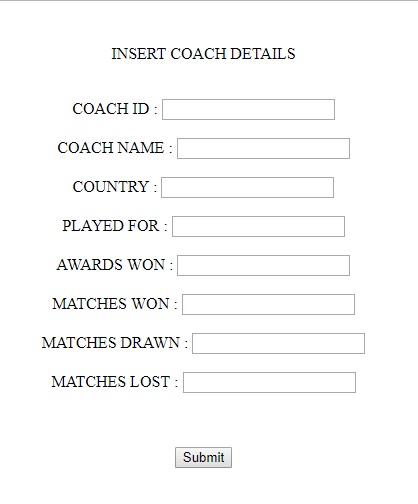 INSERT COACH DETAILS
COACH ID :
COACH NAME :
COUNTRY :
PLAYED FOR :
AWARDS WON :
MATCHES WON :
MATCHES DRAWN :
MATCHES LOST :
Submit